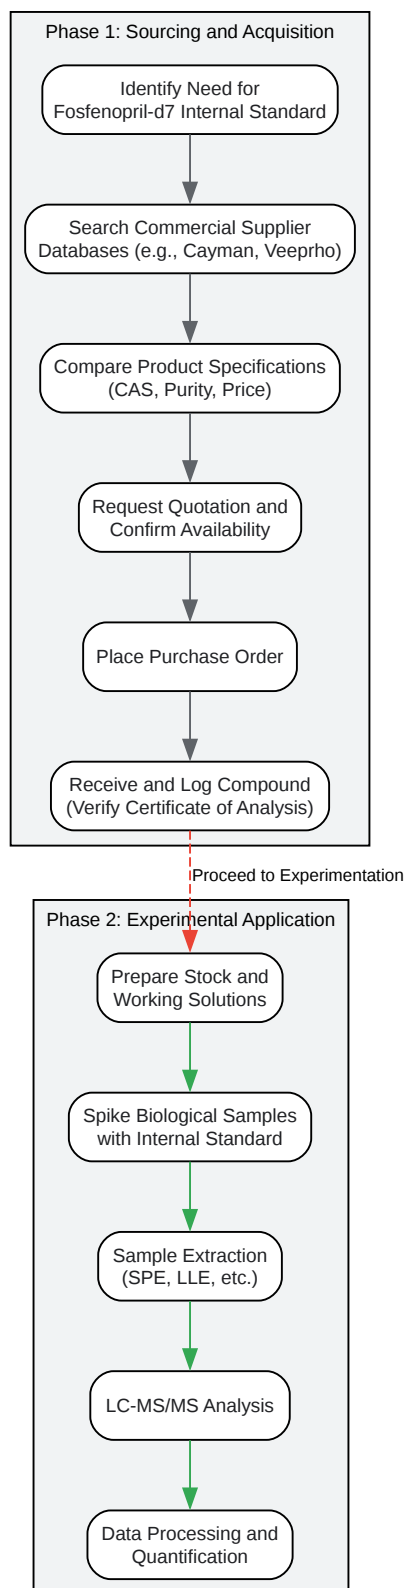 Phase 1: Sourcing and Acquisition
Identify Need for
Fosfenopril-d7 Internal Standard
Search Commercial Supplier
Databases (e.g., Cayman, Veeprho)
Compare Product Specifications
(CAS, Purity, Price)
Request Quotation and
Confirm Availability
Place Purchase Order
Receive and Log Compound
(Verify Certificate of Analysis)
Proceed to Experimentation
Phase 2: Experimental Application
Prepare Stock and
Working Solutions
Spike Biological Samples
with Internal Standard
Sample Extraction
(SPE, LLE, etc.)
LC-MS/MS Analysis
Data Processing and
Quantification